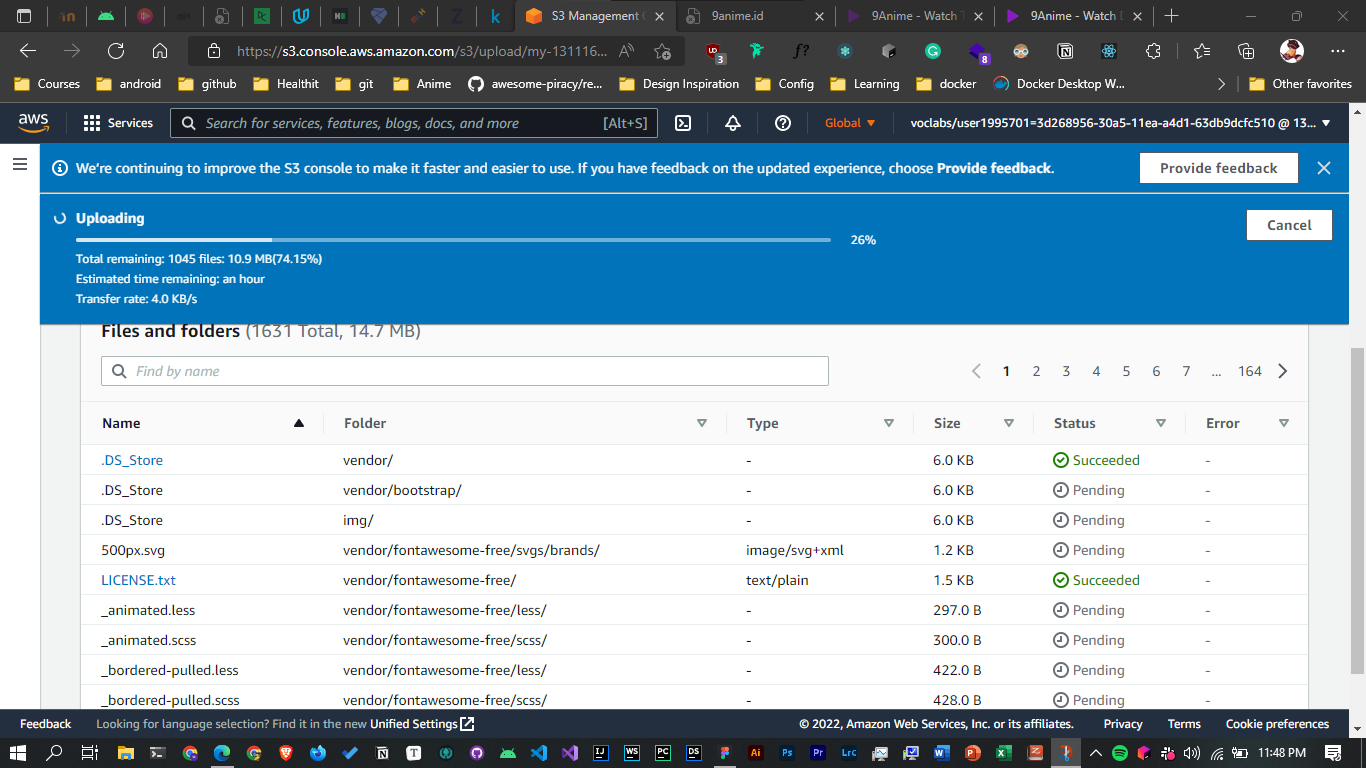 S3 Management C
9anime.id
9Anime - Watch T
9Anime - Watch D
https://s3.console.aws.amazon.com/s3/upload/my-131116...
Courses
android
github
Healthit
git
Anime
awesome-piracy/re...
Design Inspiration
Config
Learning
docker
Docker Desktop W...
Other favorites
aws
Services
Search for services, features, blogs, docs, and more
[Alt+S]
Global
voclabs/user1995701=3d268956-30a5-11ea-a4d1-63db9dcfc510 @ 13...
We're continuing to improve the S3 console to make it faster and easier to use. If you have feedback on the updated experience, choose Provide feedback.
Provide feedback
Uploading
Cancel
26%
Total remaining: 1045 files: 10.9 MB(74.15%)
Estimated time remaining: an hour
Transfer rate: 4.0 KB/s
Files and folders (1631 Total, 14.7 MB)
Find by name
1 2 3 4 5 6 7 ... 164
Name Folder Type Size Status Error
.DS_Store vendor/ - 6.0 KB Succeeded -
.DS_Store vendor/bootstrap/ - 6.0 KB Pending -
.DS_Store img/ - 6.0 KB Pending -
500px.svg vendor/fontawesome-free/svgs/brands/ image/svg+xml 1.2 KB Pending -
LICENSE.txt vendor/fontawesome-free/ text/plain 1.5 KB Succeeded -
_animated.less vendor/fontawesome-free/less/ - 297.0 B Pending -
_animated.scss vendor/fontawesome-free/scss/ - 300.0 B Pending -
_bordered-pulled.less vendor/fontawesome-free/less/ - 422.0 B Pending -
_bordered-pulled.scss vendor/fontawesome-free/scss/ - 428.0 B Pending -
Feedback
Looking for language selection? Find it in the new Unified Settings
© 2022, Amazon Web Services, Inc. or its affiliates.
Privacy
Terms
Cookie preferences
11:48 PM